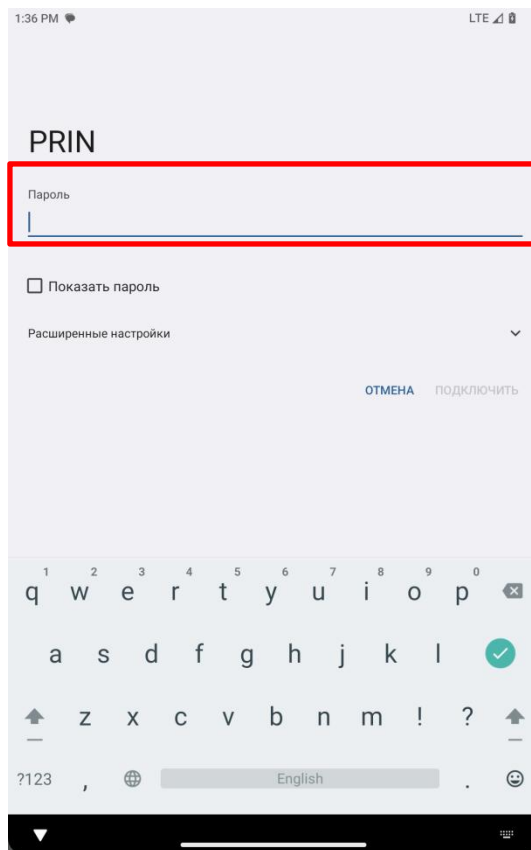 1:36 PM LTE
PRIN
Пароль
Показать пароль
Расширенные настройки
ОТМЕНА ПОДКЛЮЧИТЬ
1 2 3 4 5 6 7 8 9 0
q w e r t y u i o p
a s d f g h j k l
z x c v b n m ! ?
?123 , English .